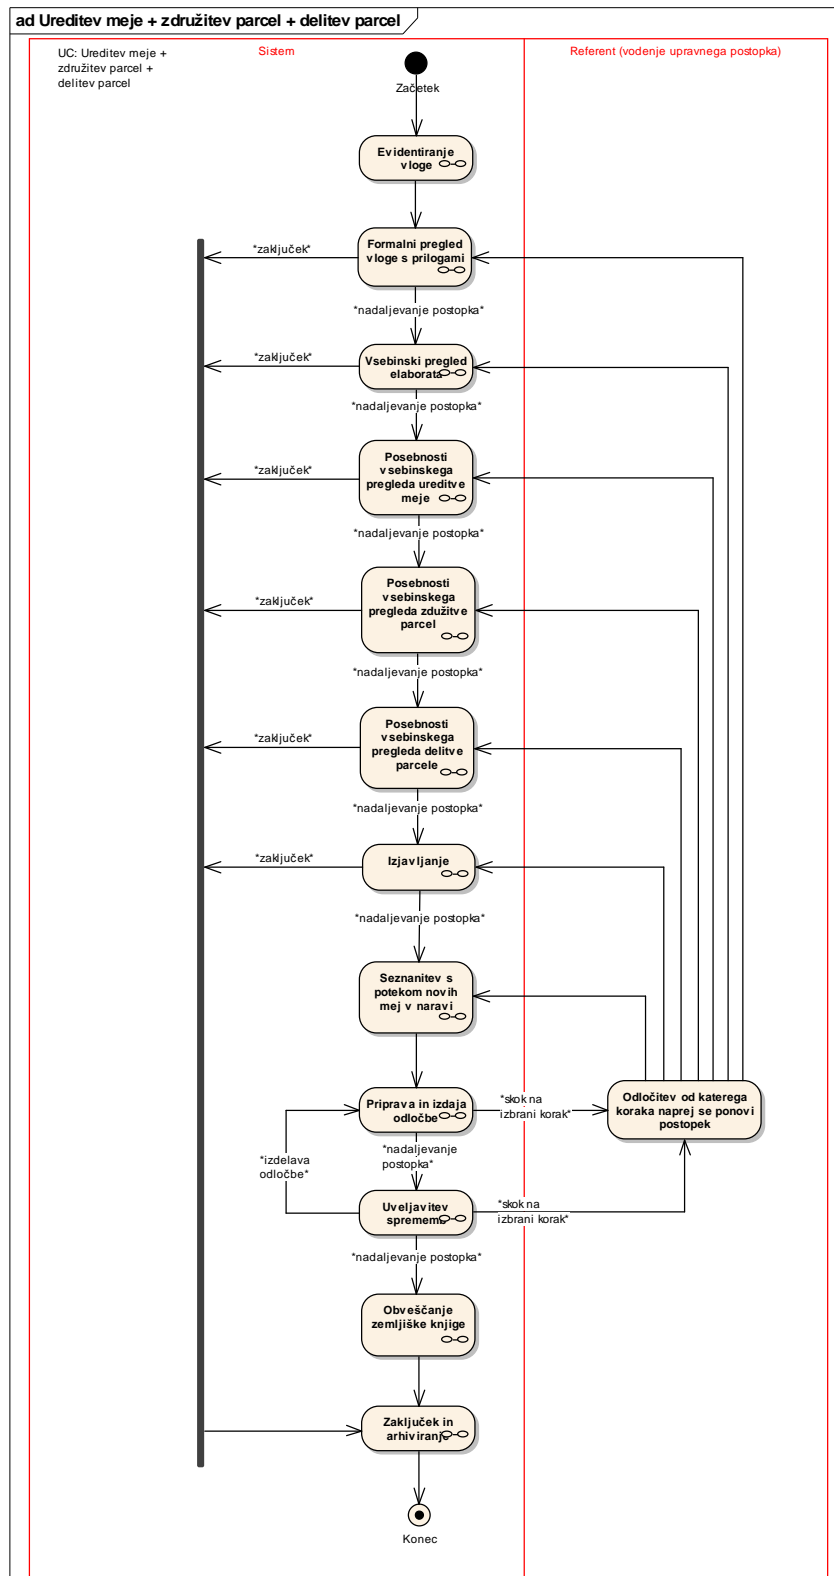 ad Ureditev meje + združitev parcel + delitev parcel
UC: Ureditev meje +
združitev parcel +
delitev parcel
Sistem
Referent (vodenje upravnega postopka)
Začetek
Evidentiranje
vloge
Formalni pregled
vloge s prilogami
*zaključek*
*nadaljevanje postopka*
Vsebinski pregled
elaborata
*zaključek*
*nadaljevanje postopka*
Posebnosti
vsebinskega
pregleda ureditve
meje
*zaključek*
*nadaljevanje postopka*
Posebnosti
vsebinskega
pregleda zdužitve
parcel
*zaključek*
*nadaljevanje postopka*
Posebnosti
vsebinskega
pregleda delitve
parcele
*zaključek*
*nadaljevanje postopka*
Izjavljanje
*zaključek*
*nadaljevanje postopka*
Seznanitev s
potekom novih
mej v naravi
Priprava in izdaja
odločbe
*skok na
izbrani korak*
Odločitev od katerega
koraka naprej se ponovi
postopek
*nadaljevanje
postopka*
*izdelava
odločbe*
Uveljavitev
sprememb
*skok na
izbrani korak*
*nadaljevanje postopka*
Obveščanje
zemljiške knjige
Zaključek in
arhiviranje
Konec